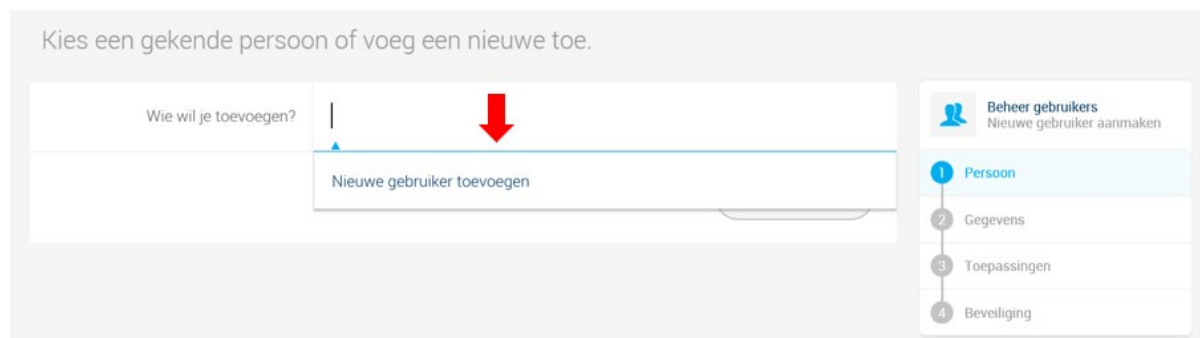 Kies een gekende persoon of voeg een nieuwe toe.
Wie wil je toevoegen?
Nieuwe gebruiker toevoegen
Beheer gebruikers
Nieuwe gebruiker aanmaken
1 Persoon
2 Gegevens
3 Toepassingen
4 Beveiliging